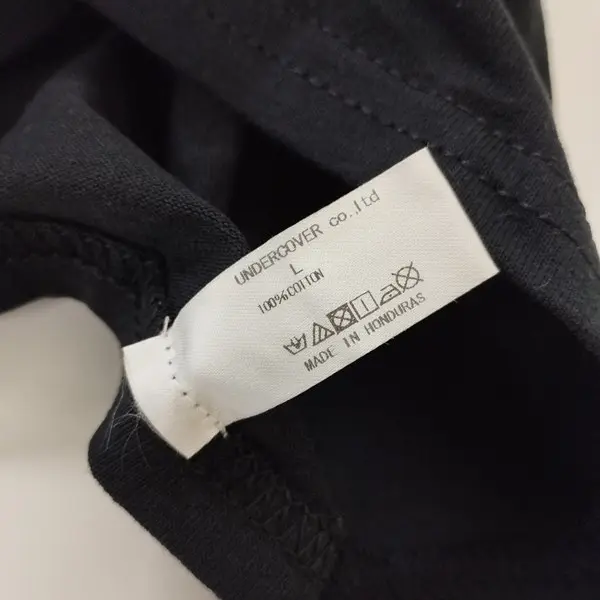 UNDERCOVER co.,ltd
L
100%COTTON
MADE IN HONDURAS